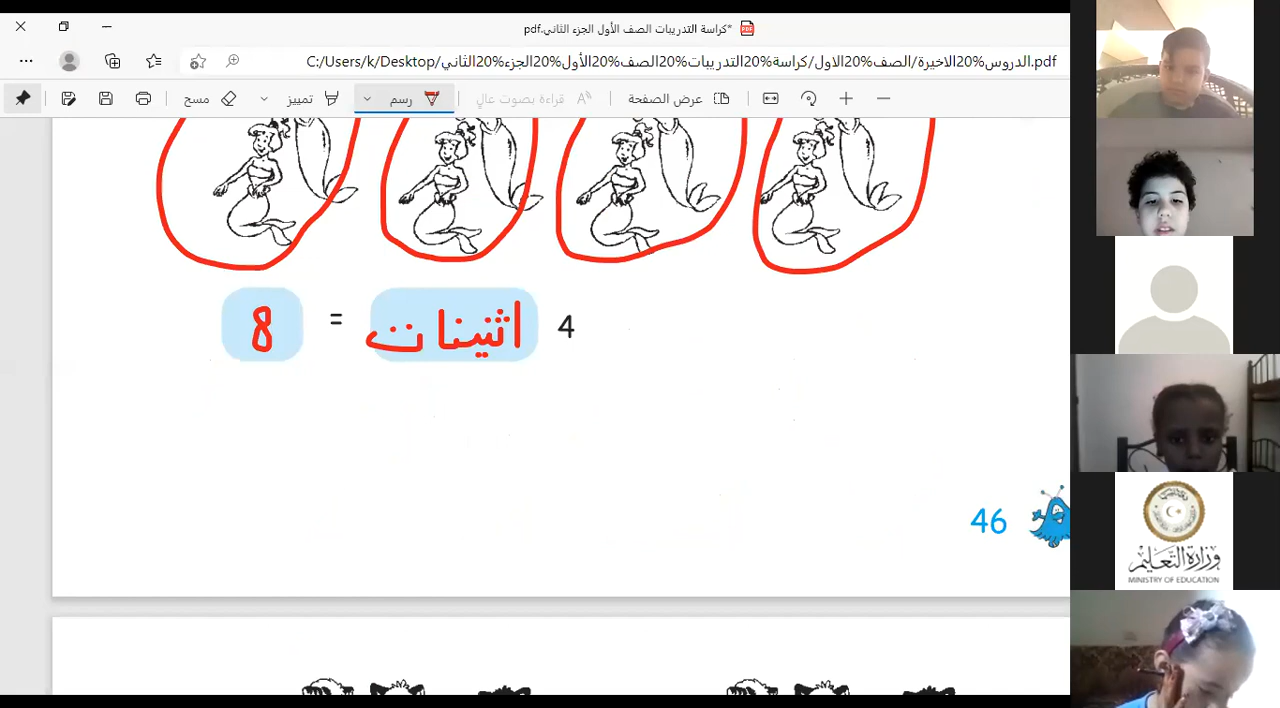 *كراسة التدريبات الصف الأول الجزء الثاني.pdf
C:/Users/k/Desktop/الدروس%20الاخيرة/الصف%20الاول/كراسة%20التدريبات%20الصف%20الأول%20الجزء%20الثاني.pdf
عرض الصفحة قراءة بصوت عالٍ رسم تمييز مسح
4 اثنينات = 8
46
وزارة التعليم
MINISTRY OF EDUCATION